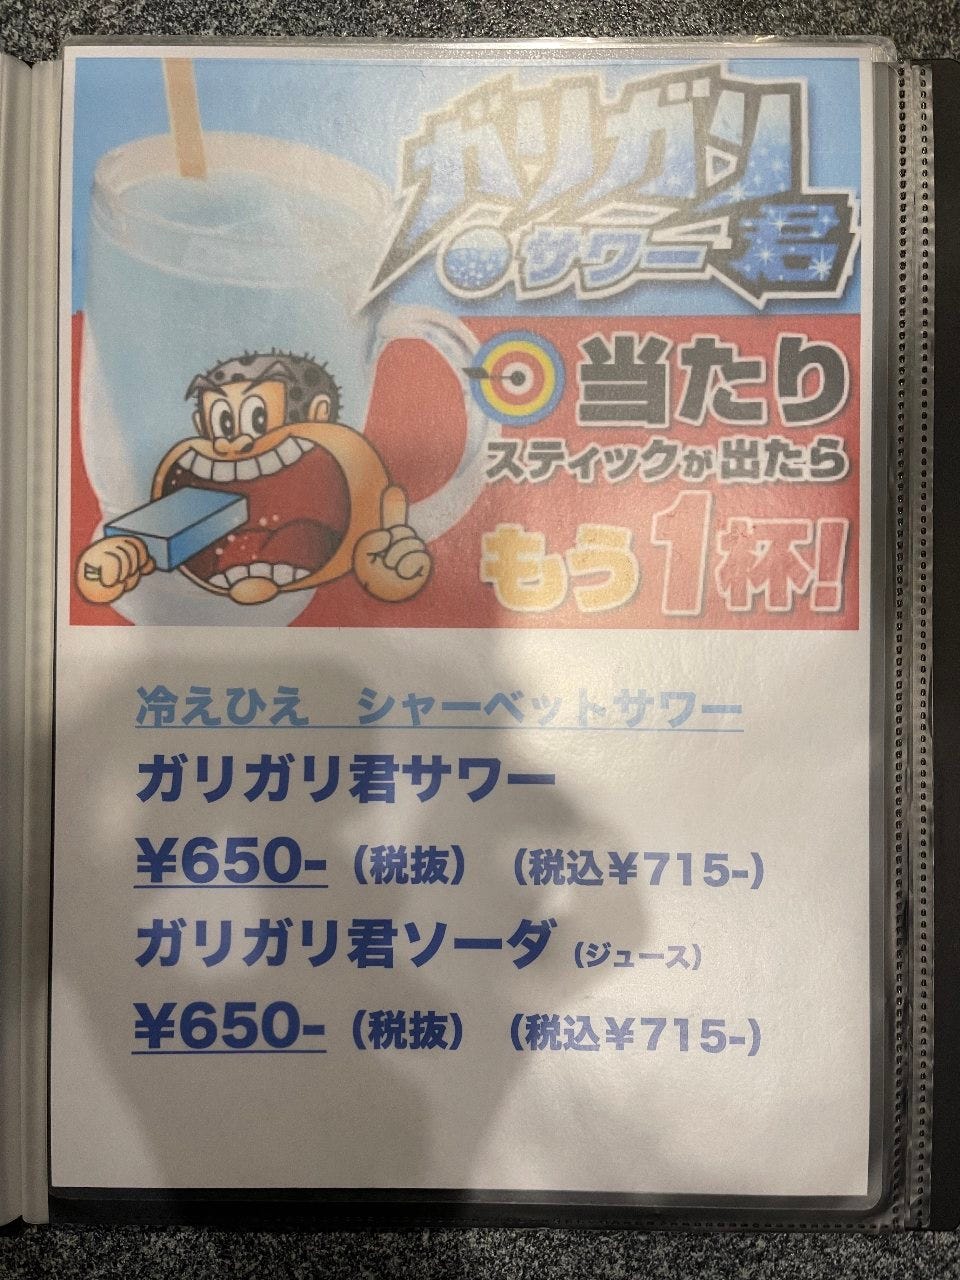 ガリガリ君
サワー
当たり
スティックが出たら
もう1杯!
冷えひえ　シャーベットサワー
ガリガリ君サワー
¥650-（税抜）（税込¥715-)
ガリガリ君ソーダ（ジュース）
¥650-（税抜）（税込¥715-)